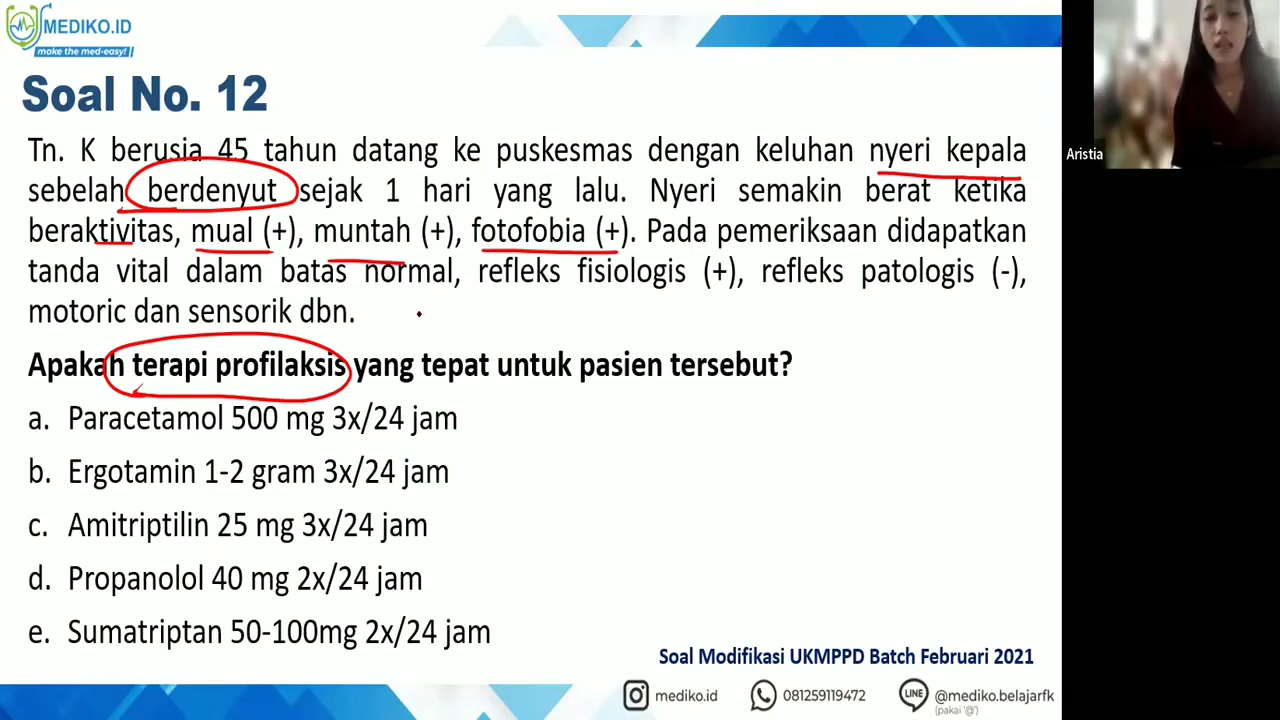 MEDIKO.ID
make the med-easy!
Soal No. 12
Tn. K berusia 45 tahun datang ke puskesmas dengan keluhan nyeri kepala
sebelah berdenyut sejak 1 hari yang lalu. Nyeri semakin berat ketika
beraktivitas, mual (+), muntah (+), fotofobia (+). Pada pemeriksaan didapatkan
tanda vital dalam batas normal, refleks fisiologis (+), refleks patologis (-),
motoric dan sensorik dbn.
Apakah terapi profilaksis yang tepat untuk pasien tersebut?
a. Paracetamol 500 mg 3x/24 jam
b. Ergotamin 1-2 gram 3x/24 jam
c. Amitriptilin 25 mg 3x/24 jam
d. Propanolol 40 mg 2x/24 jam
e. Sumatriptan 50-100mg 2x/24 jam
Soal Modifikasi UKMPPD Batch Februari 2021
mediko.id
081259119472
LINE
@mediko.belajarfk
(pakai '@')
Aristia